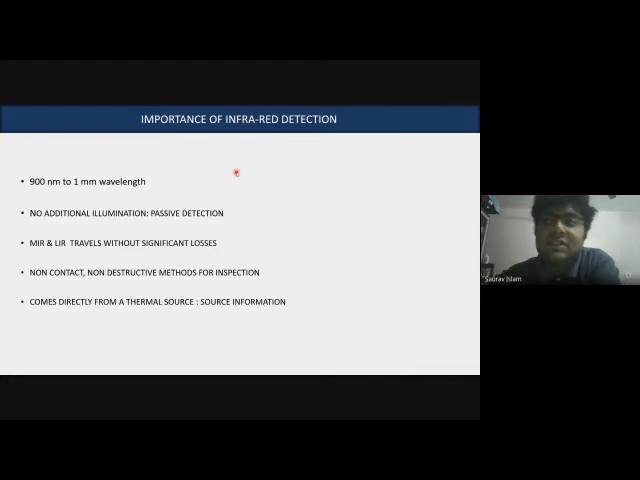 IMPORTANCE OF INFRA-RED DETECTION
• 900 nm to 1 mm wavelength
• NO ADDITIONAL ILLUMINATION: PASSIVE DETECTION
• MIR & LIR TRAVELS WITHOUT SIGNIFICANT LOSSES
• NON CONTACT, NON DESTRUCTIVE METHODS FOR INSPECTION
• COMES DIRECTLY FROM A THERMAL SOURCE : SOURCE INFORMATION
Saurav Islam